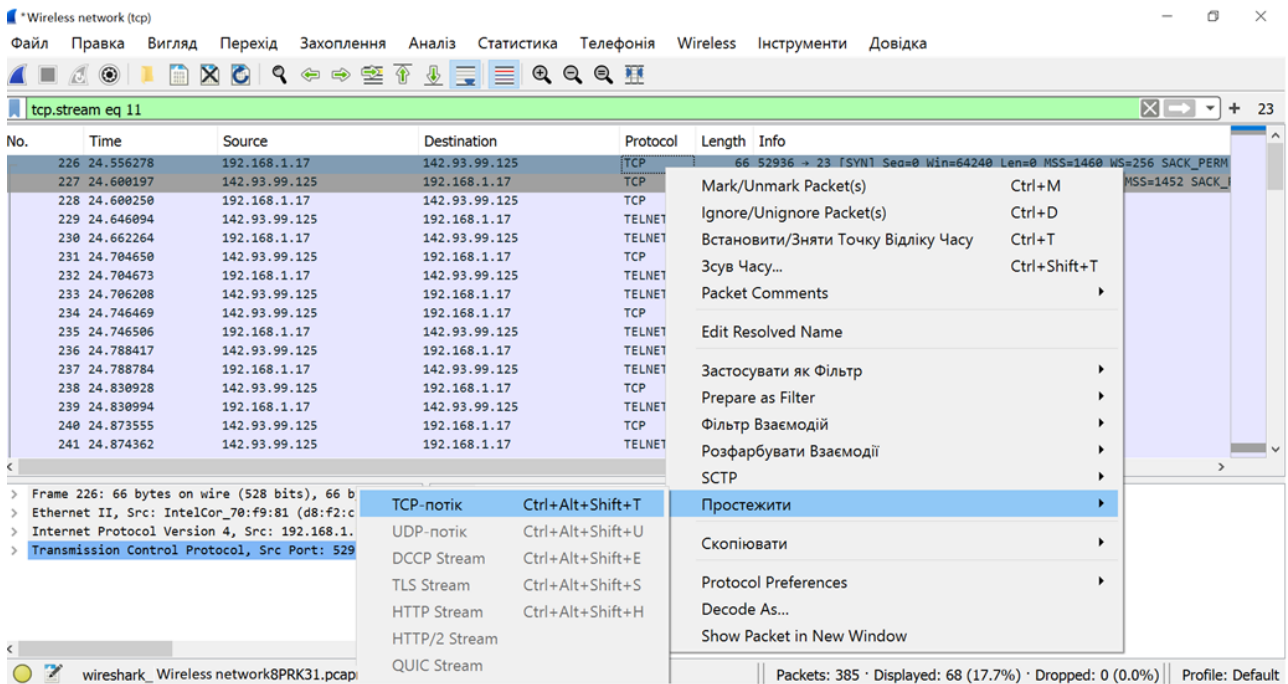 *Wireless network (tcp)
Файл Правка Вигляд Перехід Захоплення Аналіз Статистика Телефонія Wireless Інструменти Довідка
tcp.stream eq 11 + 23
No. Time Source Destination Protocol Length Info
226 24.556278 192.168.1.17 142.93.99.125 TCP 66 52936 → 23 [SYN] Seq=0 Win=64240 Len=0 MSS=1460 WS=256 SACK_PERM
227 24.600197 142.93.99.125 192.168.1.17 TCP MSS=1452 SACK_P
228 24.600250 192.168.1.17 142.93.99.125 TCP
229 24.646094 142.93.99.125 192.168.1.17 TELNET
230 24.662264 192.168.1.17 142.93.99.125 TELNET
231 24.704650 142.93.99.125 192.168.1.17 TCP
232 24.704673 192.168.1.17 142.93.99.125 TELNET
233 24.706208 142.93.99.125 192.168.1.17 TELNET
234 24.746469 142.93.99.125 192.168.1.17 TCP
235 24.746506 192.168.1.17 142.93.99.125 TELNET
236 24.788417 142.93.99.125 192.168.1.17 TELNET
237 24.788784 142.93.99.125 192.168.1.17 TELNET
238 24.830928 142.93.99.125 192.168.1.17 TCP
239 24.830994 192.168.1.17 142.93.99.125 TELNET
240 24.873555 142.93.99.125 192.168.1.17 TCP
241 24.874362 142.93.99.125 192.168.1.17 TELNET
Mark/Unmark Packet(s) Ctrl+M
Ignore/Unignore Packet(s) Ctrl+D
Встановити/Зняти Точку Відліку Часу Ctrl+T
Зсув Часу... Ctrl+Shift+T
Packet Comments
Edit Resolved Name
Застосувати як Фільтр
Prepare as Filter
Фільтр Взаємодій
Розфарбувати Взаємодії
SCTP
Простежити
Скопіювати
Protocol Preferences
Decode As...
Show Packet in New Window
Frame 226: 66 bytes on wire (528 bits), 66 b
Ethernet II, Src: IntelCor_70:f9:81 (d8:f2:c
Internet Protocol Version 4, Src: 192.168.1.
Transmission Control Protocol, Src Port: 529
TCP-потік Ctrl+Alt+Shift+T
UDP-потік Ctrl+Alt+Shift+U
DCCP Stream Ctrl+Alt+Shift+E
TLS Stream Ctrl+Alt+Shift+S
HTTP Stream Ctrl+Alt+Shift+H
HTTP/2 Stream
QUIC Stream
wireshark_ Wireless network8PRK31.pcap Packets: 385 · Displayed: 68 (17.7%) · Dropped: 0 (0.0%) Profile: Default